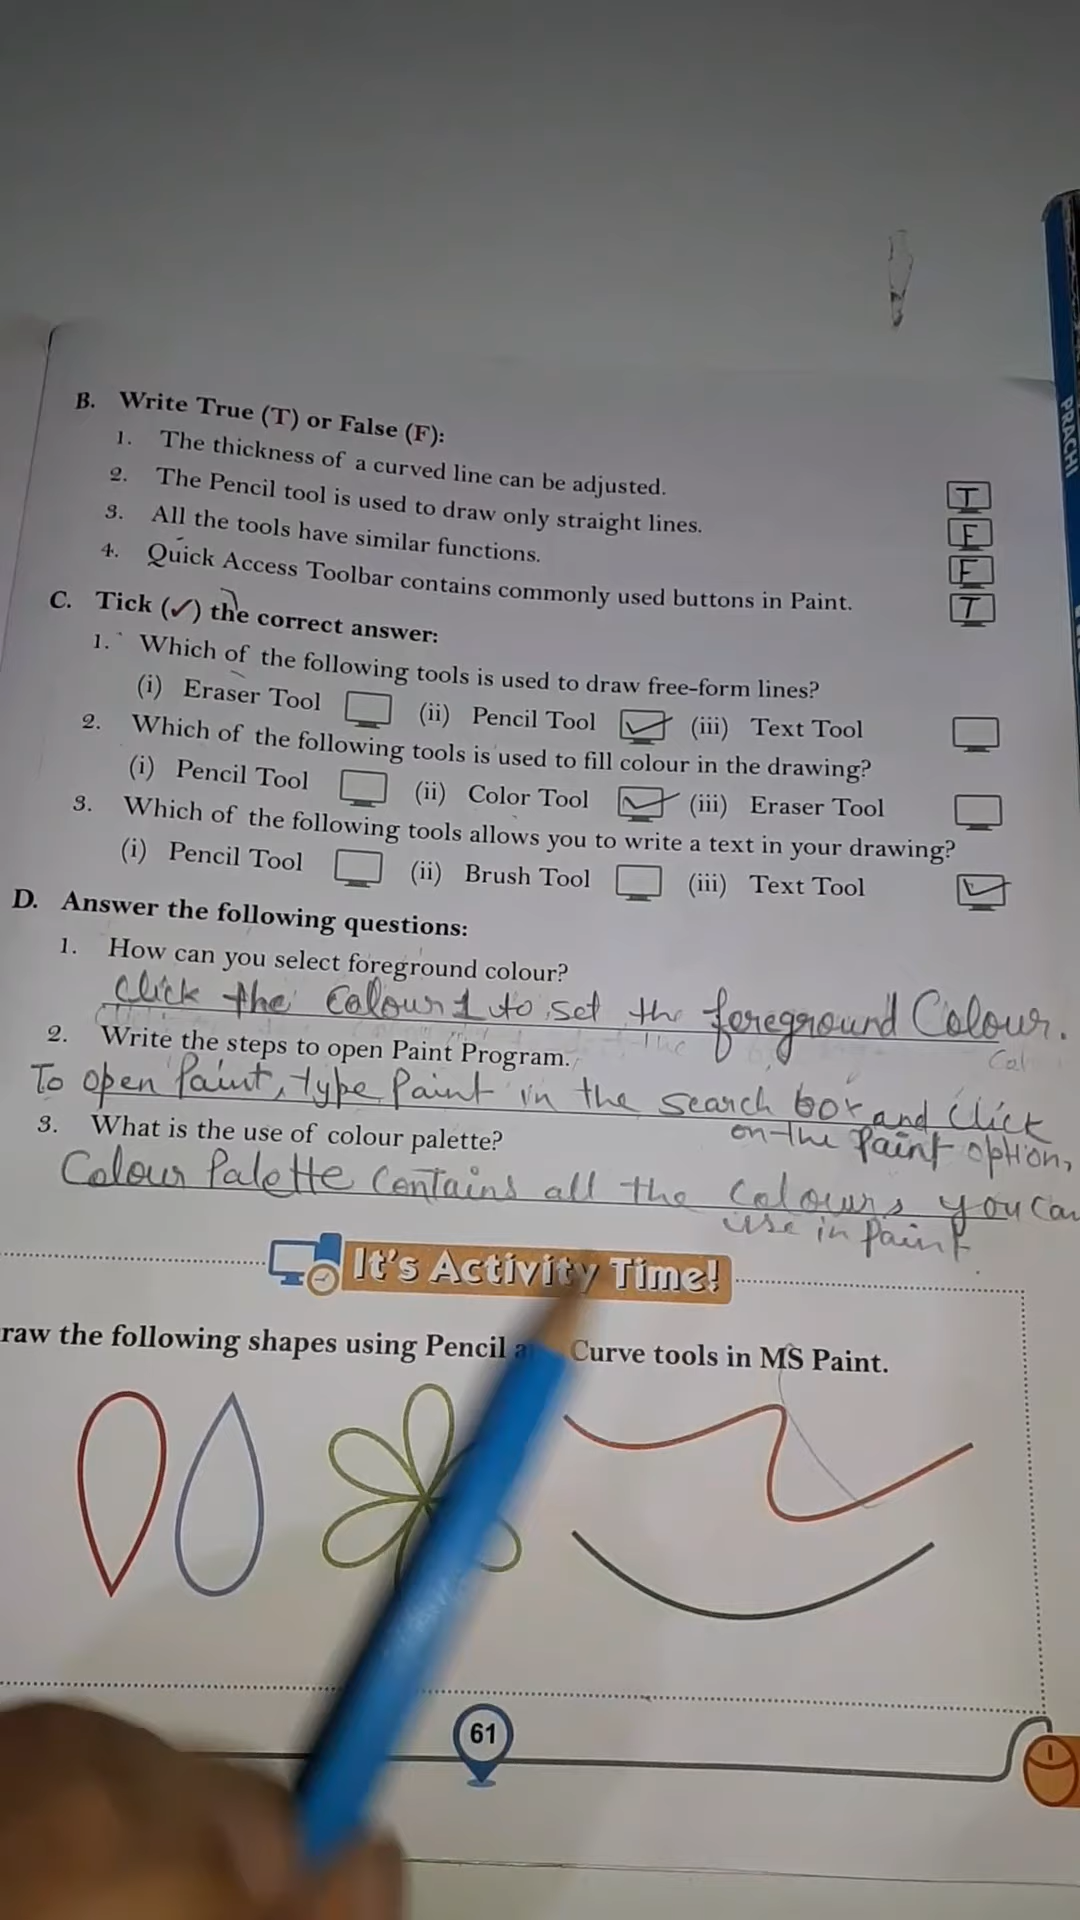 PRACHI
B. Write True (T) or False (F):
1. The thickness of a curved line can be adjusted. T
2. The Pencil tool is used to draw only straight lines. F
3. All the tools have similar functions. F
4. Quick Access Toolbar contains commonly used buttons in Paint. T
C. Tick (✓) the correct answer:
1. Which of the following tools is used to draw free-form lines?
(i) Eraser Tool (ii) Pencil Tool ✓ (iii) Text Tool
2. Which of the following tools is used to fill colour in the drawing?
(i) Pencil Tool (ii) Color Tool ✓ (iii) Eraser Tool
3. Which of the following tools allows you to write a text in your drawing?
(i) Pencil Tool (ii) Brush Tool (iii) Text Tool ✓
D. Answer the following questions:
1. How can you select foreground colour?
Click the Colour 1 to set the foreground Colour.
2. Write the steps to open Paint Program.
To open Paint, type Paint in the search box and click
on the Paint option,
3. What is the use of colour palette?
Colour Palette Contains all the Colours you Can
use in paint.
It's Activity Time!
raw the following shapes using Pencil a Curve tools in MS Paint.
61